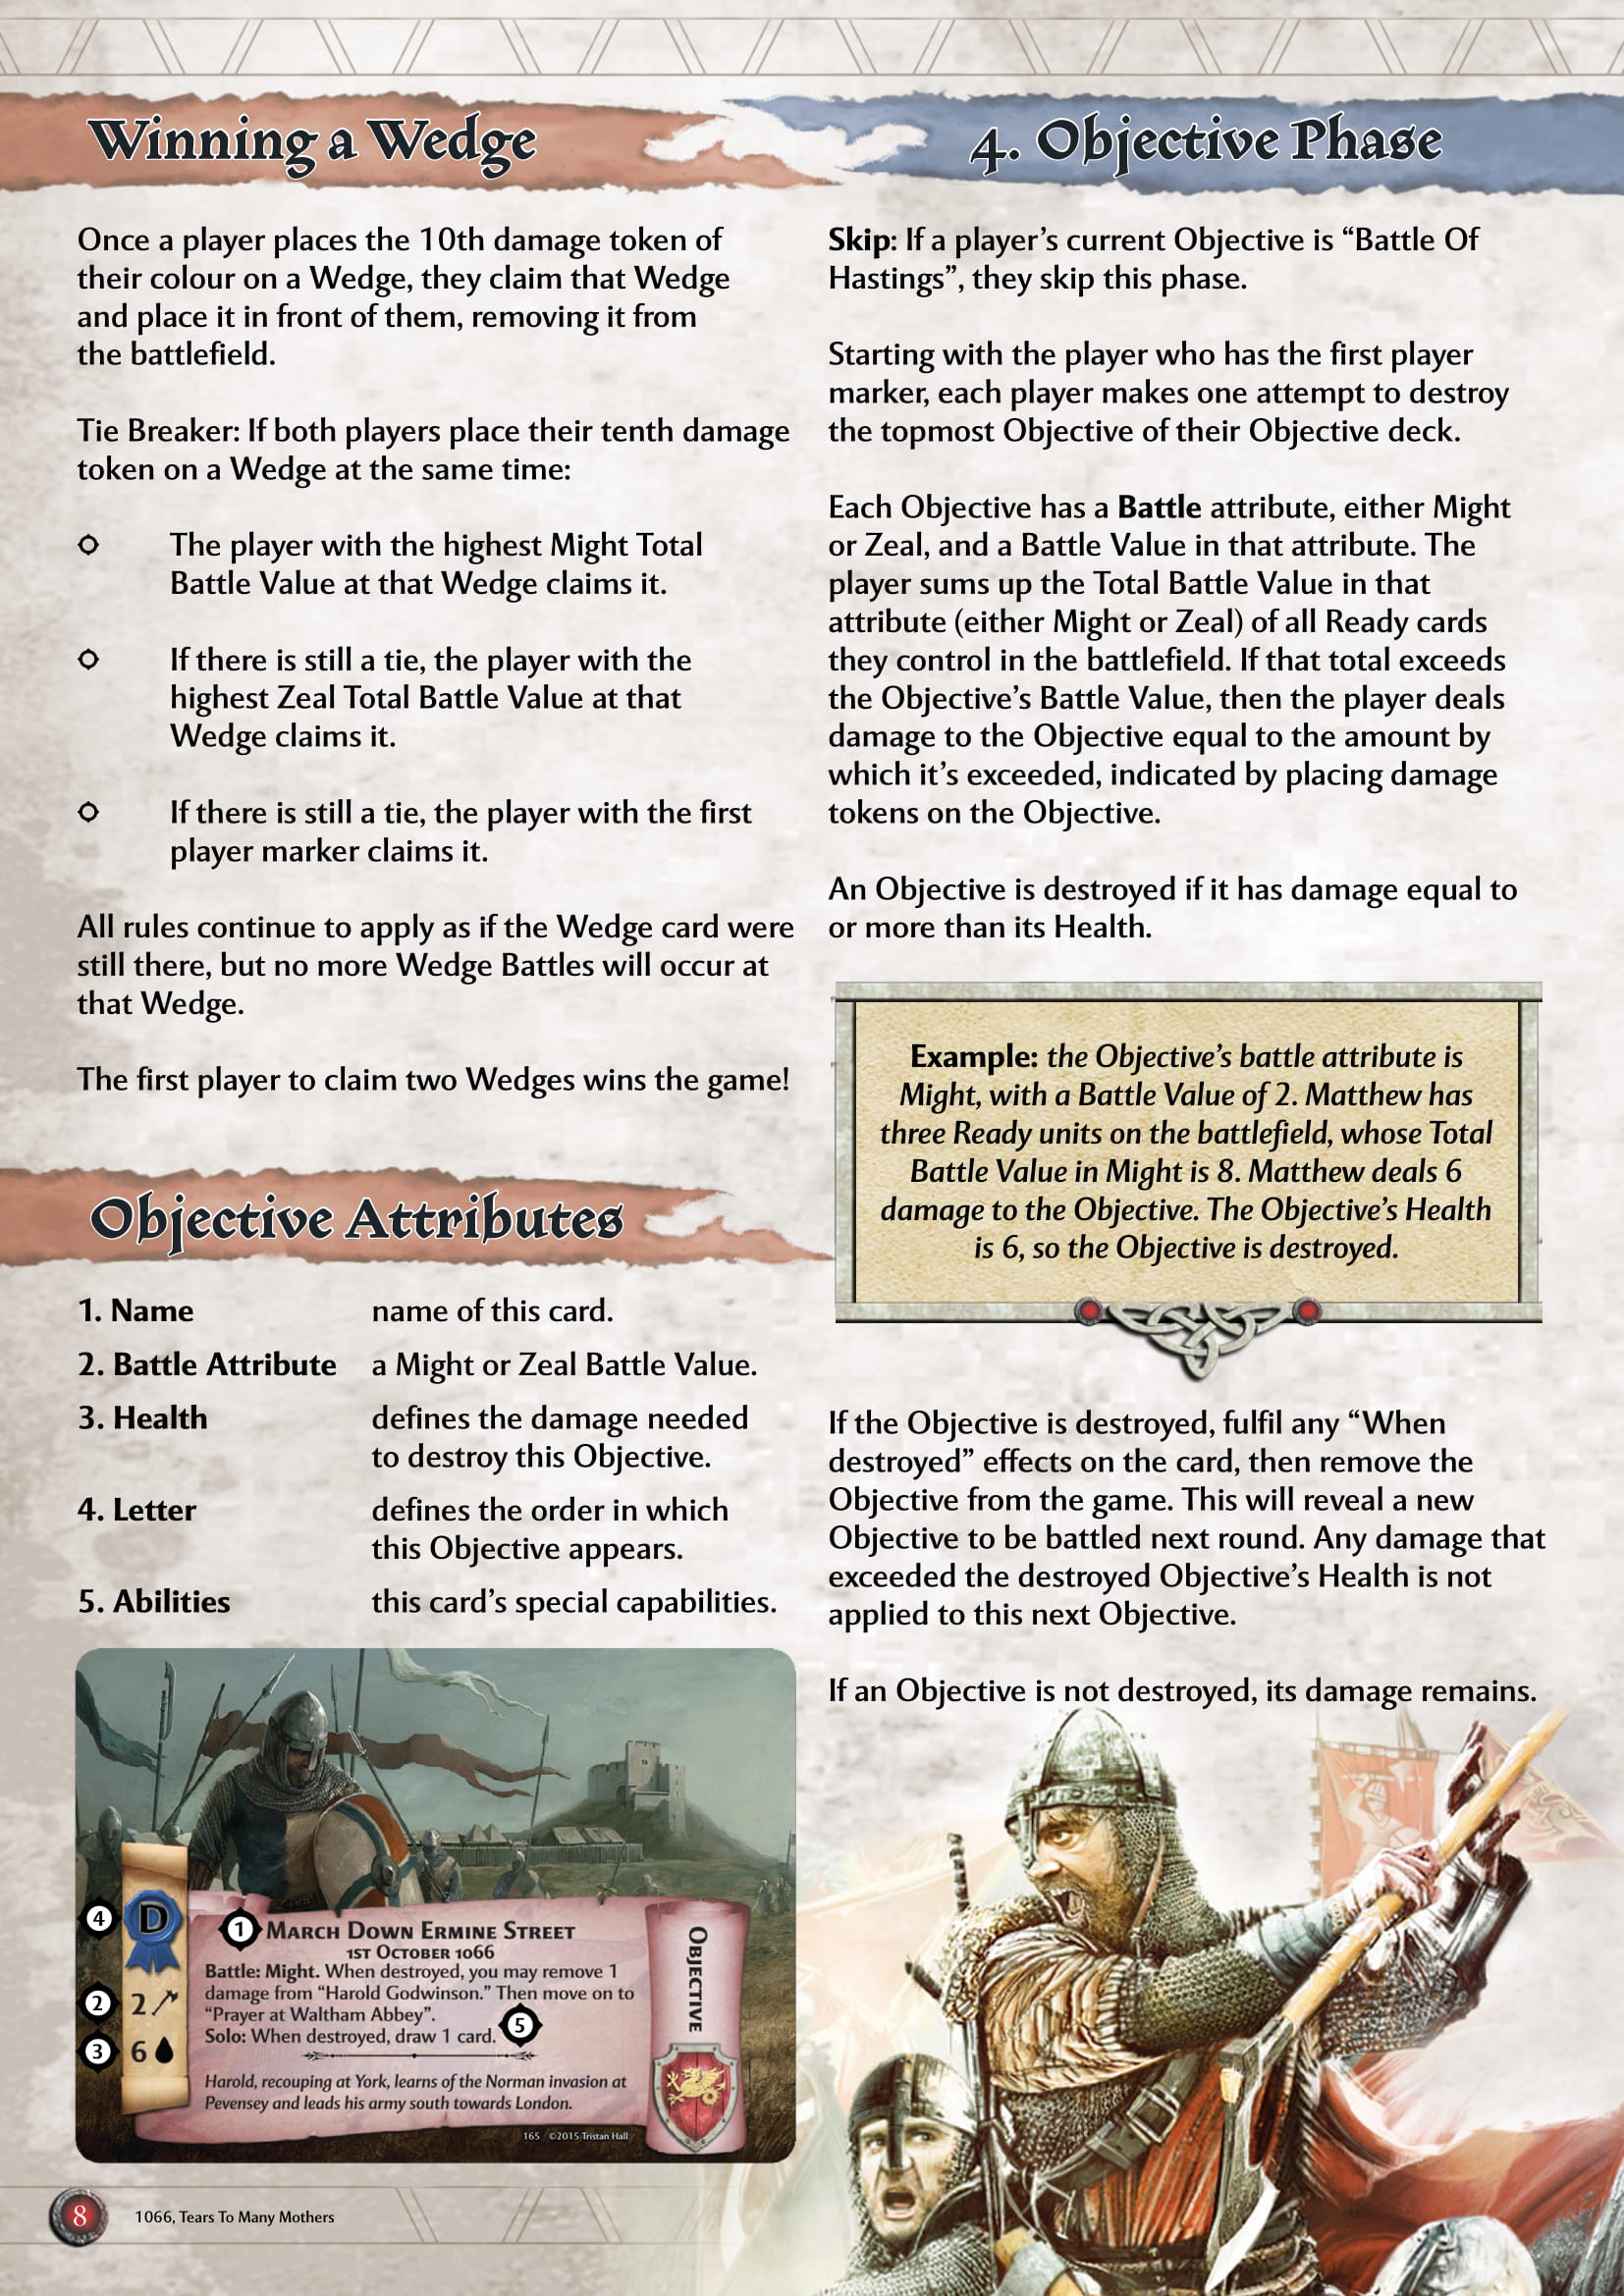 Winning a Wedge
Once a player places the 10th damage token of
their colour on a Wedge, they claim that Wedge
and place it in front of them, removing it from
the battlefield.
Tie Breaker: If both players place their tenth damage
token on a Wedge at the same time:
The player with the highest Might Total
Battle Value at that Wedge claims it.
If there is still a tie, the player with the
highest Zeal Total Battle Value at that
Wedge claims it.
If there is still a tie, the player with the first
player marker claims it.
All rules continue to apply as if the Wedge card were
still there, but no more Wedge Battles will occur at
that Wedge.
The first player to claim two Wedges wins the game!
Objective Attributes
1. Name name of this card.
2. Battle Attribute a Might or Zeal Battle Value.
3. Health defines the damage needed
to destroy this Objective.
4. Letter defines the order in which
this Objective appears.
5. Abilities this card's special capabilities.
4 D
1 March Down Ermine Street
1st October 1066
Battle: Might. When destroyed, you may remove 1
damage from “Harold Godwinson.” Then move on to
“Prayer at Waltham Abbey”.
Solo: When destroyed, draw 1 card. 5
2 2
3 6
Harold, recouping at York, learns of the Norman invasion at
Pevensey and leads his army south towards London.
165 ©2015 Tristan Hall
Objective
4. Objective Phase
Skip: If a player’s current Objective is “Battle Of
Hastings”, they skip this phase.
Starting with the player who has the first player
marker, each player makes one attempt to destroy
the topmost Objective of their Objective deck.
Each Objective has a Battle attribute, either Might
or Zeal, and a Battle Value in that attribute. The
player sums up the Total Battle Value in that
attribute (either Might or Zeal) of all Ready cards
they control in the battlefield. If that total exceeds
the Objective’s Battle Value, then the player deals
damage to the Objective equal to the amount by
which it’s exceeded, indicated by placing damage
tokens on the Objective.
An Objective is destroyed if it has damage equal to
or more than its Health.
Example: the Objective’s battle attribute is
Might, with a Battle Value of 2. Matthew has
three Ready units on the battlefield, whose Total
Battle Value in Might is 8. Matthew deals 6
damage to the Objective. The Objective’s Health
is 6, so the Objective is destroyed.
If the Objective is destroyed, fulfil any “When
destroyed” effects on the card, then remove the
Objective from the game. This will reveal a new
Objective to be battled next round. Any damage that
exceeded the destroyed Objective’s Health is not
applied to this next Objective.
If an Objective is not destroyed, its damage remains.
8 1066, Tears To Many Mothers